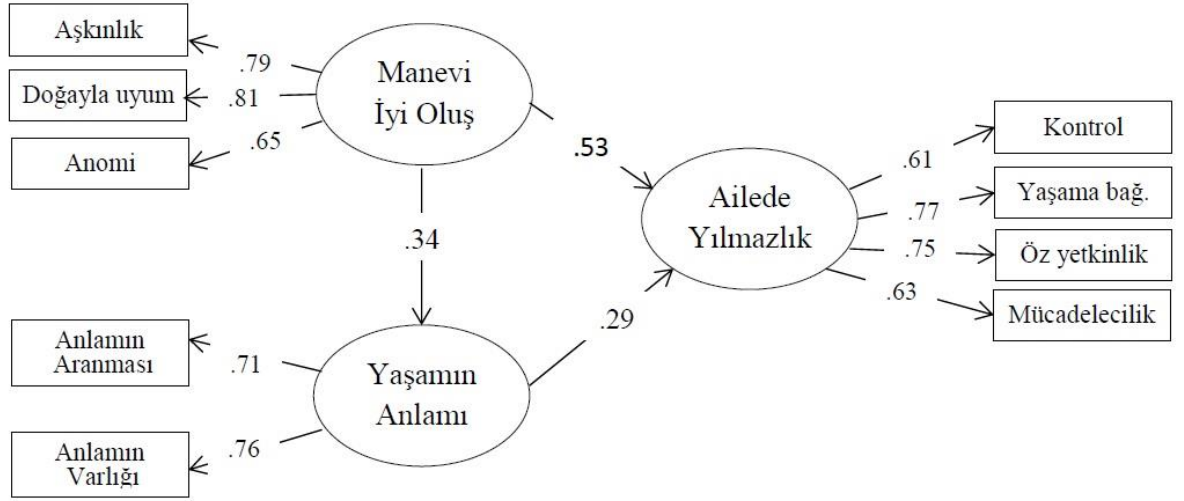 Aşkınlık
.79
Doğayla uyum
.81
Anomi
.65
Manevi
İyi Oluş
.53
.34
Ailede
Yılmazlık
.61
Kontrol
.77
Yaşama bağ.
.75
Öz yetkinlik
.63
Mücadelecilik
.29
Anlamın
Aranması
.71
Yaşamın
Anlamı
Anlamın
Varlığı
.76